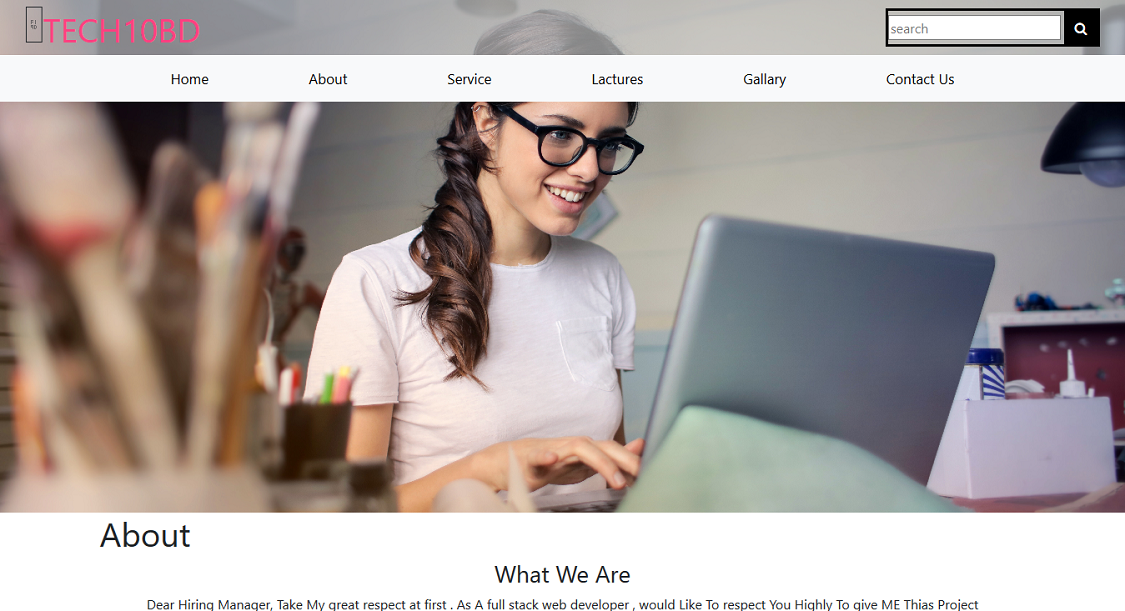 TECH10BD
search
Home About Service Lactures Gallary Contact Us
About
What We Are
Dear Hiring Manager, Take My great respect at first . As A full stack web developer , would Like To respect You Highly To give ME Thias Project